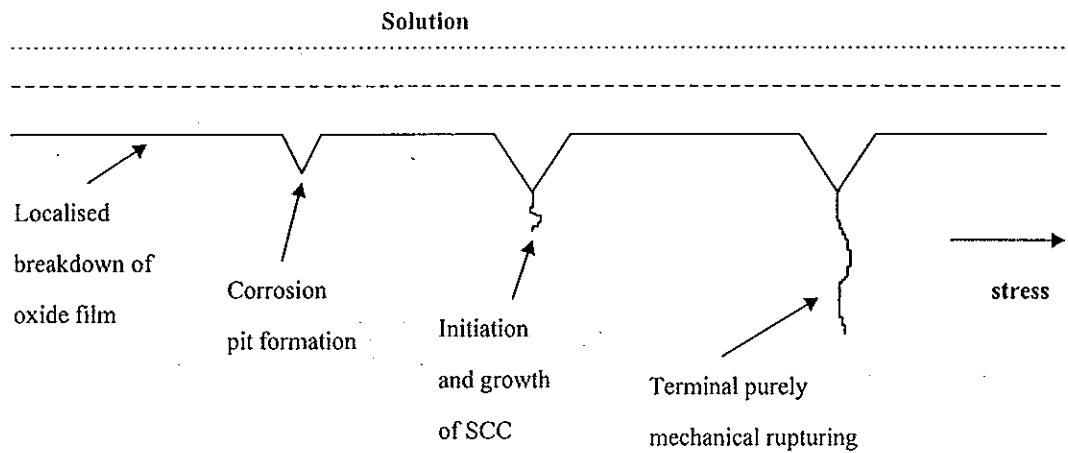 Solution
Localised
breakdown of
oxide film
Corrosion
pit formation
Initiation
and growth
of SCC
Terminal purely
mechanical rupturing
stress